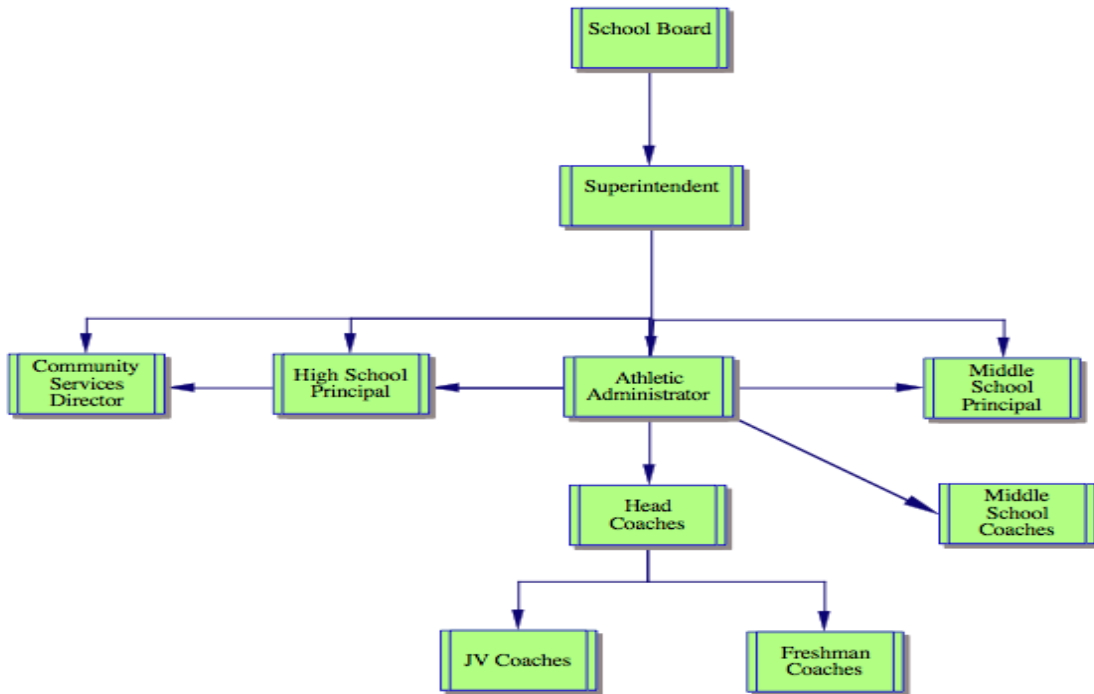 School Board
Superintendent
Community
Services
Director
High School
Principal
Athletic
Administrator
Middle
School
Principal
Head
Coaches
Middle
School
Coaches
JV Coaches
Freshman
Coaches